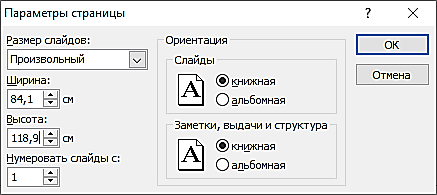 Параметры страницы
Размер слайдов:
Произвольный
Ширина:
84,1 см
Высота:
118,9 см
Нумеровать слайды с:
1
Ориентация
Слайды
A
книжная
альбомная
Заметки, выдачи и структура
A
книжная
альбомная
ОК
Отмена